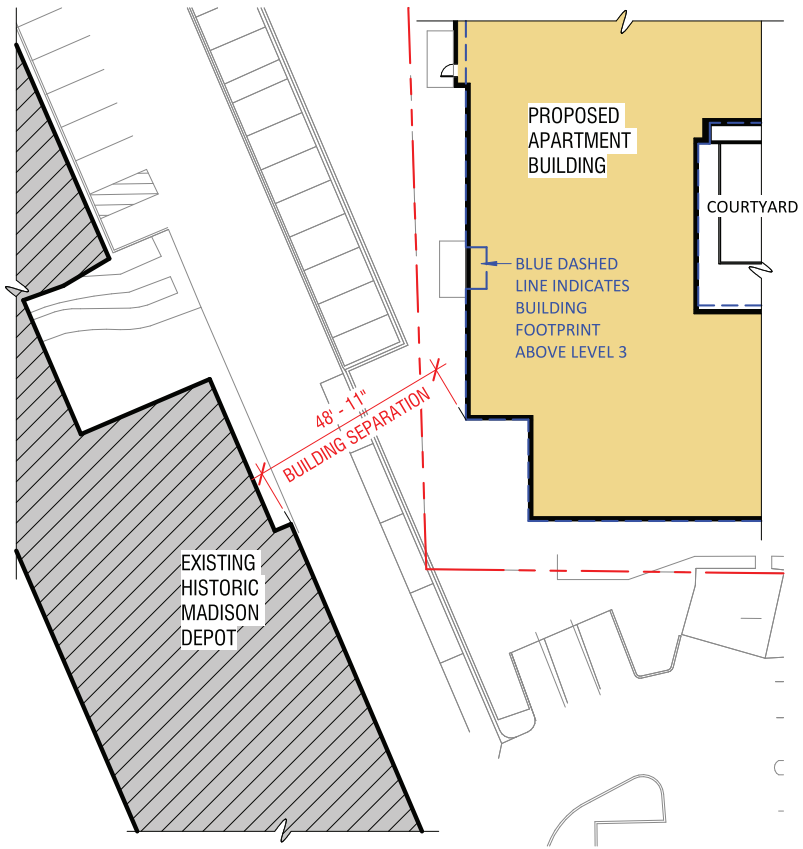 PROPOSED
APARTMENT
BUILDING
COURTYARD
BLUE DASHED
LINE INDICATES
BUILDING
FOOTPRINT
ABOVE LEVEL 3
48' - 11"
BUILDING SEPARATION
EXISTING
HISTORIC
MADISON
DEPOT